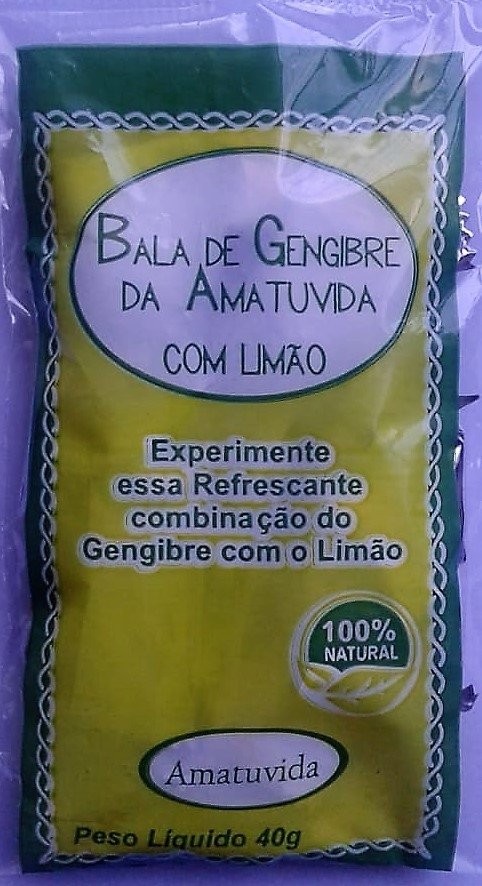 BALA DE GENGIBRE
DA AMATUVIDA
COM LIMÃO
Experimente
essa Refrescante
combinação do
Gengibre com o Limão
100%
NATURAL
Amatuvida
Peso Líquido 40g